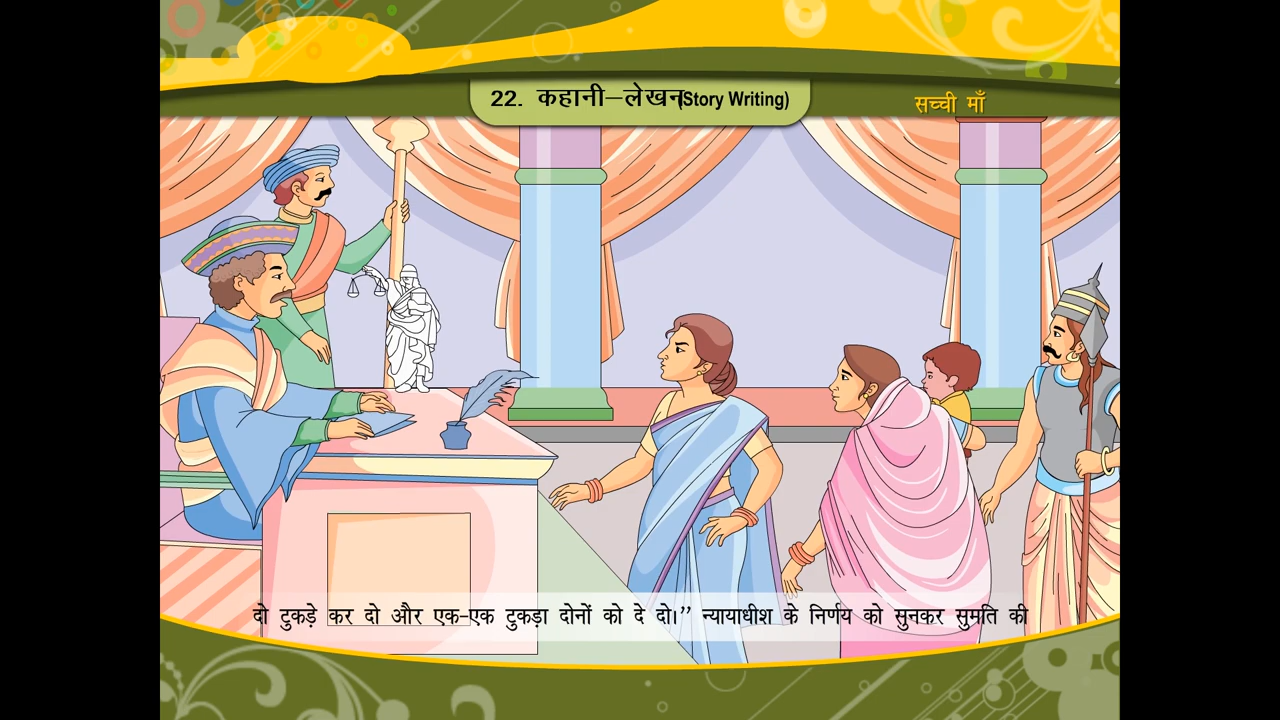 22. कहानी–लेखन(Story Writing)
सच्ची माँ
दो टुकड़े कर दो और एक-एक टुकड़ा दोनों को दे दो।” न्यायाधीश के निर्णय को सुनकर सुमति की